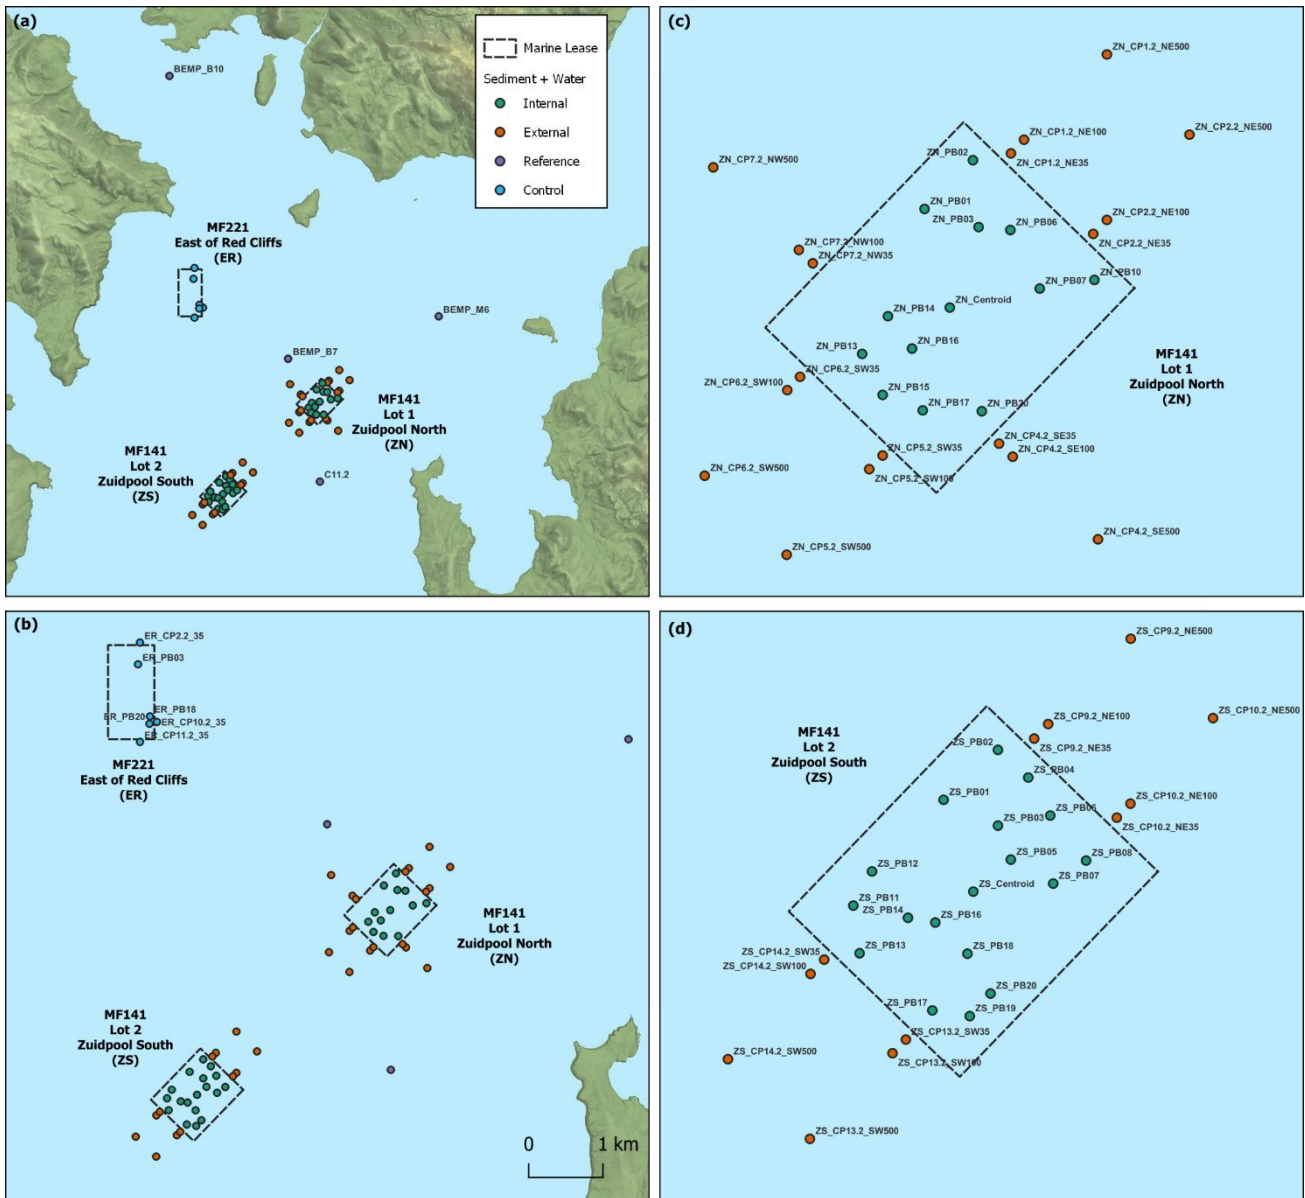 (a)
BEMP_B10
Marine Lease
Sediment + Water
Internal
External
Reference
Control
MF221
East of Red Cliffs
(ER)
BEMP_M6
BEMP_B7
MF141
Lot 1
Zuidpool North
(ZN)
MF141
Lot 2
Zuidpool South
(ZS)
C11.2
(c)
ZN_CP1.2_NE500
ZN_CP2.2_NE500
ZN_CP1.2_NE100
ZN_CP1.2_NE35
ZN_PB02
ZN_CP7.2_NW500
ZN_PB01
ZN_PB03
ZN_PB06
ZN_CP2.2_NE100
ZN_CP2.2_NE35
ZN_CP7.2_NW100
ZN_CP7.2_NW35
ZN_PB10
ZN_PB07
ZN_Centroid
ZN_PB14
ZN_PB16
ZN_PB13
MF141
Lot 1
Zuidpool North
(ZN)
ZN_CP6.2_SW35
ZN_CP6.2_SW100
ZN_PB15
ZN_PB17
ZN_PB20
ZN_CP4.2_SE35
ZN_CP4.2_SE100
ZN_CP5.2_SW35
ZN_CP5.2_SW100
ZN_CP6.2_SW500
ZN_CP4.2_SE500
ZN_CP5.2_SW500
(b)
ER_CP2.2_35
ER_PB03
ER_PB18
ER_PB20
ER_CP10.2_35
ER_CP11.2_35
MF221
East of Red Cliffs
(ER)
MF141
Lot 1
Zuidpool North
(ZN)
MF141
Lot 2
Zuidpool South
(ZS)
0 1 km
(d)
ZS_CP9.2_NE500
ZS_CP10.2_NE500
ZS_CP9.2_NE100
ZS_CP9.2_NE35
MF141
Lot 2
Zuidpool South
(ZS)
ZS_PB02
ZS_PB04
ZS_PB01
ZS_CP10.2_NE100
ZS_PB06
ZS_PB03
ZS_CP10.2_NE35
ZS_PB12
ZS_PB05
ZS_PB08
ZS_PB07
ZS_Centroid
ZS_PB11
ZS_PB14
ZS_PB16
ZS_CP14.2_SW35
ZS_PB13
ZS_PB18
ZS_CP14.2_SW100
ZS_PB20
ZS_PB17
ZS_PB19
ZS_CP13.2_SW35
ZS_CP14.2_SW500
ZS_CP13.2_SW100
ZS_CP13.2_SW500